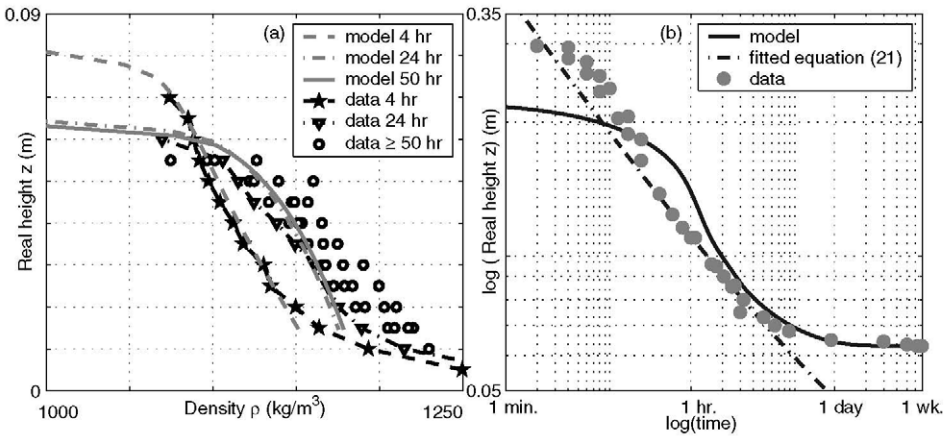 0.09
(a)
model 4 hr
model 24 hr
model 50 hr
data 4 hr
data 24 hr
data ≥ 50 hr
Real height z (m)
0
1000
Density ρ (kg/m³)
1250
0.35
(b)
model
fitted equation (21)
data
log ( Real height z) (m)
0.05
1 min.
1 hr.
1 day
1 wk.
log(time)